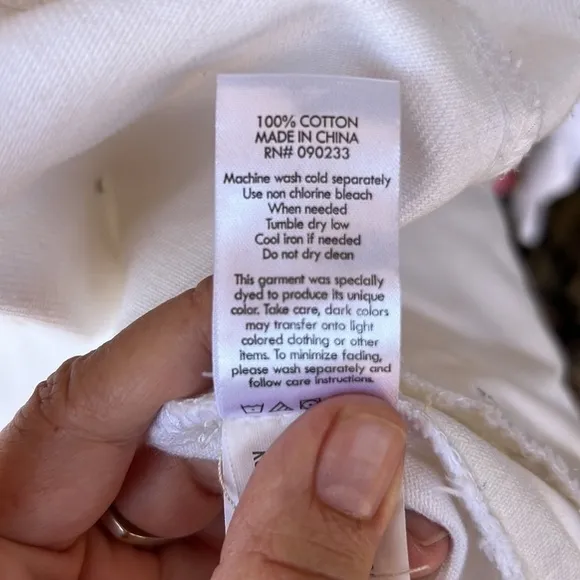 100% COTTON
MADE IN CHINA
RN# 090233
Machine wash cold separately
Use non chlorine bleach
When needed
Tumble dry low
Cool iron if needed
Do not dry clean
This garment was specially
dyed to produce its unique
color. Take care, dark colors
may transfer onto light
colored clothing or other
items. To minimize fading,
please wash separately and
follow care instructions.